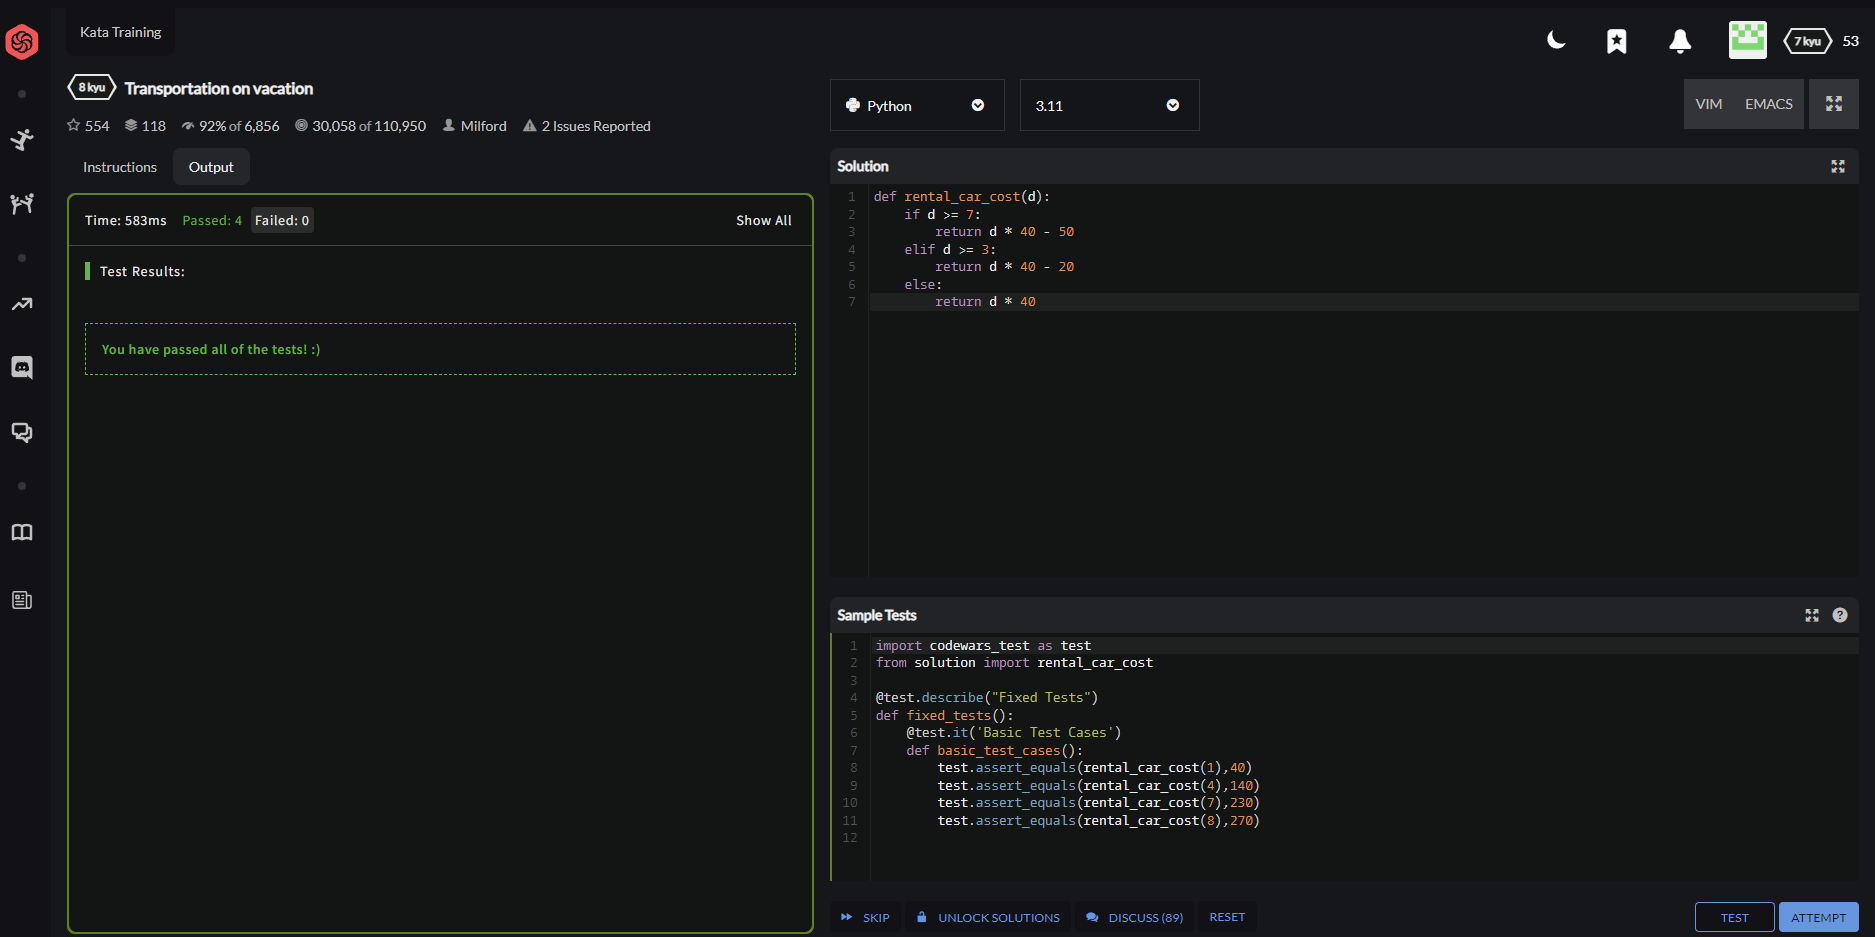 Kata Training
7 kyu 53
8 kyu Transportation on vacation
554 118 92% of 6,856 30,058 of 110,950 Milford 2 Issues Reported
Instructions Output
Time: 583ms Passed: 4 Failed: 0 Show All
Test Results:
You have passed all of the tests! :)
Python 3.11 VIM EMACS
Solution
1 def rental_car_cost(d):
2     if d >= 7:
3         return d * 40 - 50
4     elif d >= 3:
5         return d * 40 - 20
6     else:
7         return d * 40
Sample Tests
1 import codewars_test as test
2 from solution import rental_car_cost
3
4 @test.describe("Fixed Tests")
5 def fixed_tests():
6     @test.it('Basic Test Cases')
7     def basic_test_cases():
8         test.assert_equals(rental_car_cost(1),40)
9         test.assert_equals(rental_car_cost(4),140)
10         test.assert_equals(rental_car_cost(7),230)
11         test.assert_equals(rental_car_cost(8),270)
12
SKIP UNLOCK SOLUTIONS DISCUSS (89) RESET TEST ATTEMPT